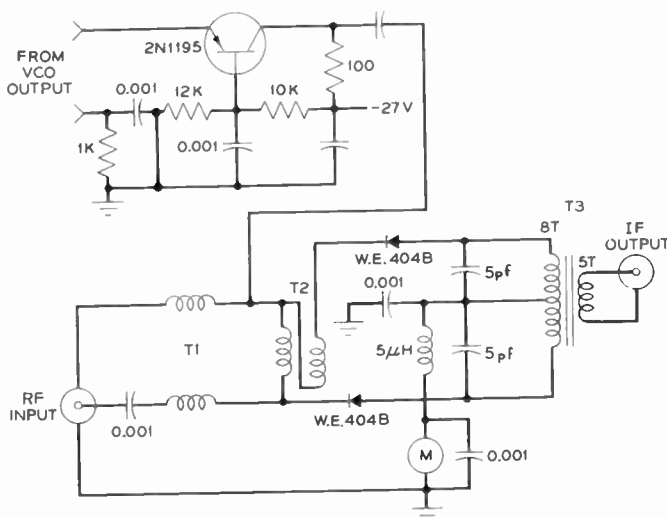 2N1195
FROM
VCO
OUTPUT
100
0.001
12K
10K
-27V
1K
0.001
T3
8T
IF
OUTPUT
5T
W.E. 404B
5pf
T2
0.001
T1
5µH
5pf
RF
INPUT
0.001
W.E. 404B
M
0.001